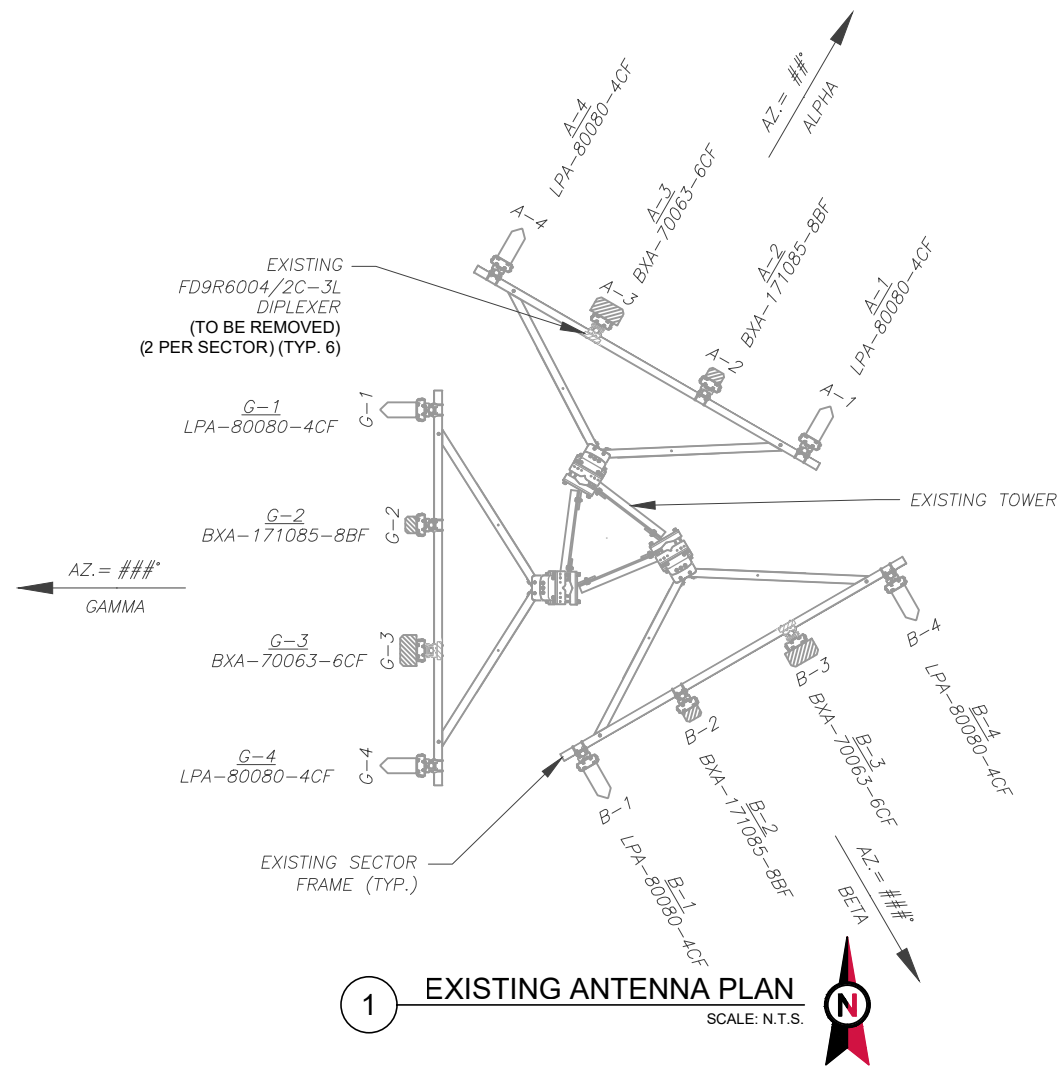 AZ.= ##°
ALPHA
A-4
LPA-80080-4CF
A-3
BXA-70063-6CF
A-2
BXA-171085-8BF
A-1
LPA-80080-4CF
A-4
A-3
A-2
A-1
EXISTING
FD9R6004/2C-3L
DIPLEXER
(TO BE REMOVED)
(2 PER SECTOR) (TYP. 6)
G-1
LPA-80080-4CF
G-1
G-2
BXA-171085-8BF
G-2
EXISTING TOWER
AZ.= ###°
GAMMA
G-3
BXA-70063-6CF
G-3
G-4
LPA-80080-4CF
G-4
B-4
B-4
LPA-80080-4CF
B-3
B-3
BXA-70063-6CF
B-2
B-2
BXA-171085-8BF
B-1
B-1
LPA-80080-4CF
EXISTING SECTOR
FRAME (TYP.)
AZ.= ###°
BETA
1
EXISTING ANTENNA PLAN
SCALE: N.T.S.
N